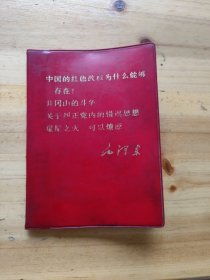 中国的红色政权为什么能够
存在?
井冈山的斗争
关于纠正党内的错误思想
星星之火 可以燎原
毛泽东